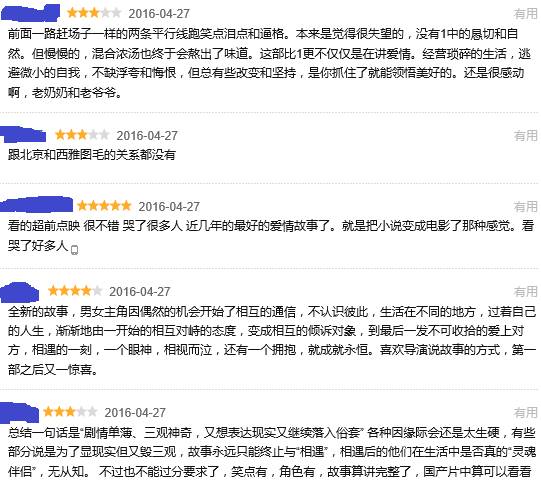 2016-04-27 有用
前面一路赶场子一样的两条平行线跑笑点泪点和逼格。本来是觉得很失望的，没有1中的恳切和自
然。但慢慢的，混合浓汤也终于会熬出了味道。这部比1更不仅仅是在讲爱情。经营琐碎的生活，逃
避微小的自我，不缺浮夸和悔恨，但总有些改变和坚持，是你抓住了就能领悟美好的。还是很感动
啊，老奶奶和老爷爷。
2016-04-27 有用
跟北京和西雅图毛的关系都没有
2016-04-27 有用
看的超前点映 很不错 哭了很多人 近几年的最好的爱情故事了。就是把小说变成电影了那种感觉。看
哭了好多人
2016-04-27 有用
全新的故事，男女主角因偶然的机会开始了相互的通信，不认识彼此，生活在不同的地方，过着自己
的人生，渐渐地由一开始的相互对峙的态度，变成相互的倾诉对象，到最后一发不可收拾的爱上对
方，相遇的一刻，一个眼神，相视而泣，还有一个拥抱，就成就永恒。喜欢导演说故事的方式，第一
部之后又一惊喜。
2016-04-27 有用
总结一句话是“剧情单薄、三观神奇，又想表达现实又继续落入俗套” 各种因缘际会还是太生硬，有些
部分说是为了显现实但又毁三观，故事永远只能终止与“相遇”，相遇后的他们在生活中是否真的“灵魂
伴侣”，无从知。 不过也不能过分要求了，笑点有，角色有，故事算讲完整了，国产片中算可以看看